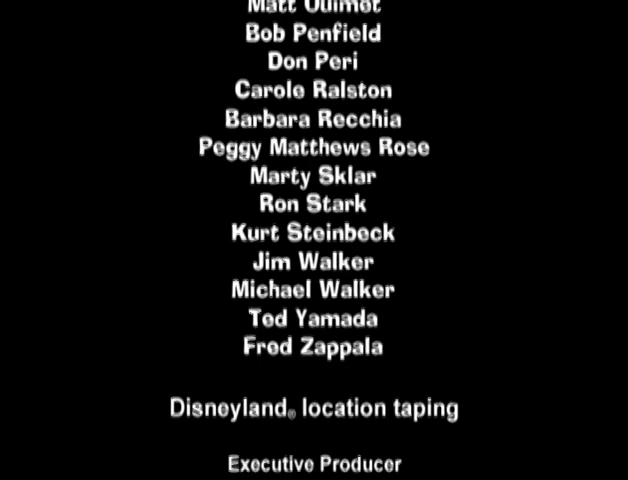 Matt Ouimet
Bob Penfield
Don Peri
Carole Ralston
Barbara Recchia
Peggy Matthews Rose
Marty Sklar
Ron Stark
Kurt Steinbeck
Jim Walker
Michael Walker
Ted Yamada
Fred Zappala
Disneyland® location taping
Executive Producer